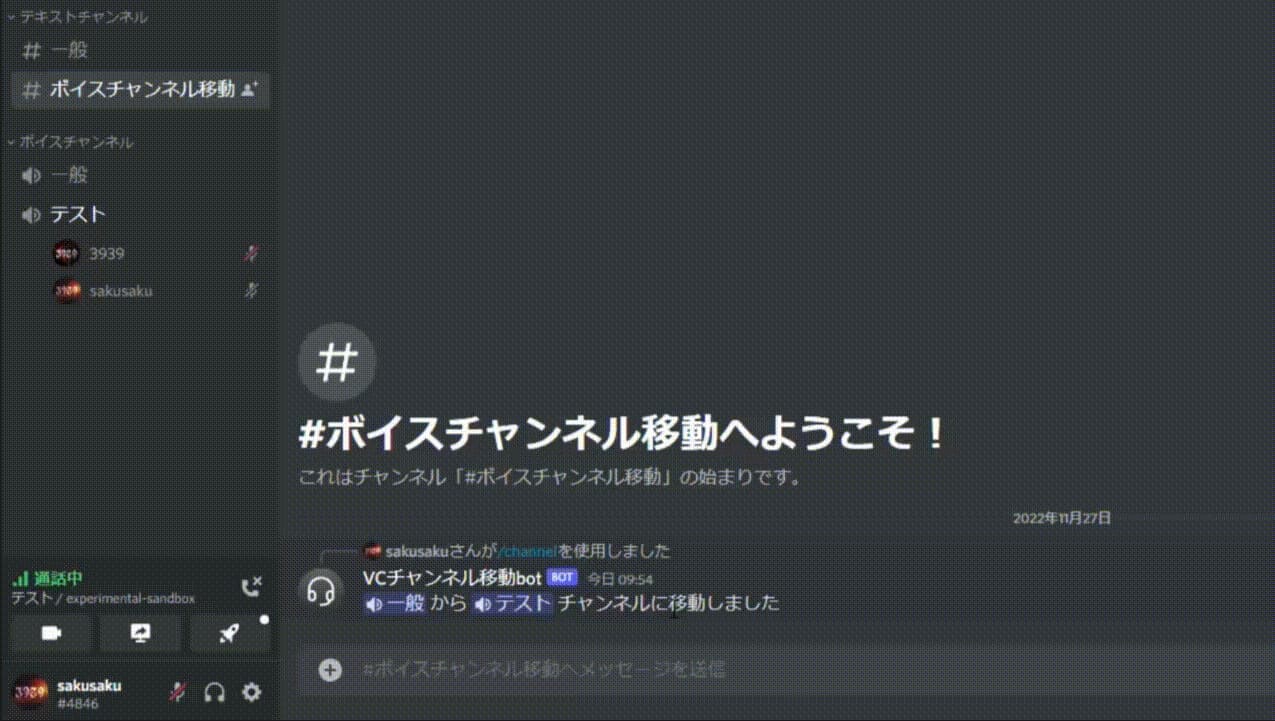 テキストチャンネル
一般
ボイスチャンネル移動
ボイスチャンネル
一般
テスト
3939
sakusaku
#
#ボイスチャンネル移動へようこそ！
これはチャンネル「#ボイスチャンネル移動」の始まりです。
2022年11月27日
sakusakuさんが/channelを使用しました
VCチャンネル移動bot BOT 今日 09:54
一般 から テスト チャンネルに移動しました
#ボイスチャンネル移動へメッセージを送信
通話中
テスト / experimental-sandbox
3939
sakusaku
#4846